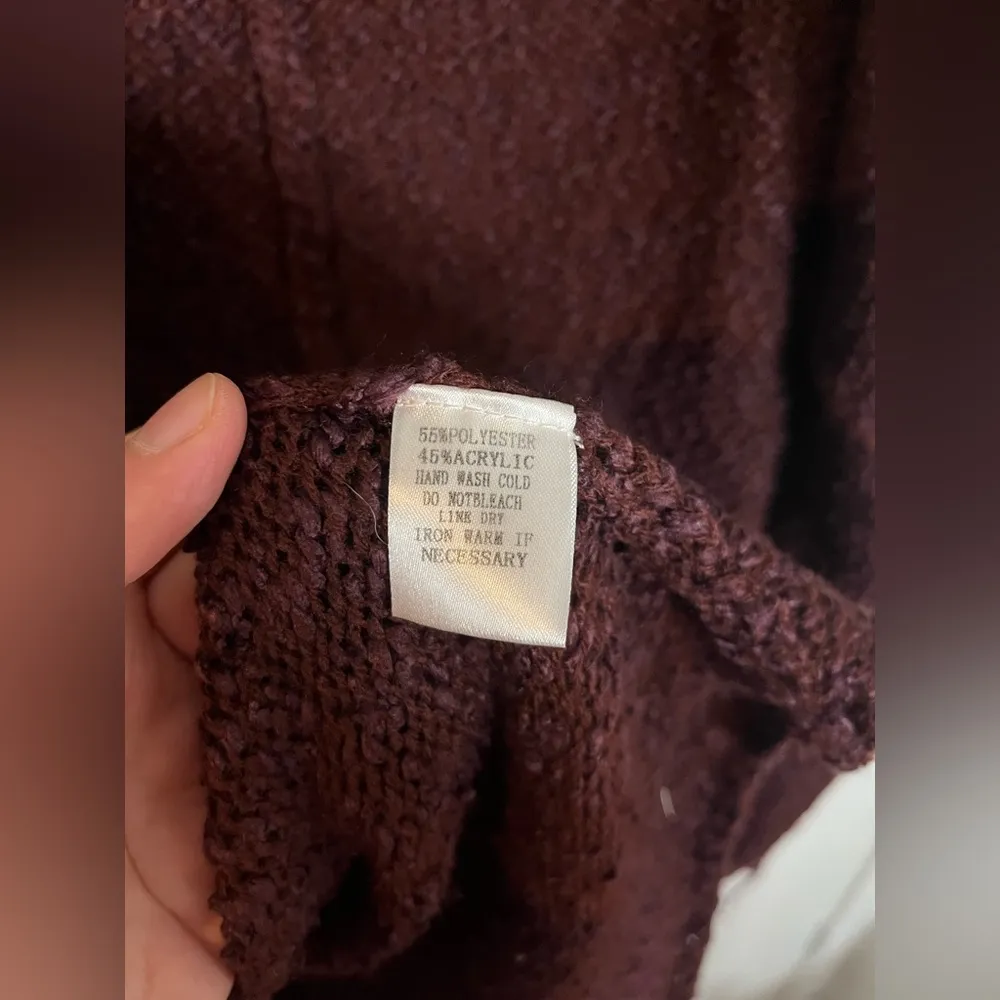 55%POLYESTER
45%ACRYLIC
HAND WASH COLD
DO NOTBLEACH
LINE DRY
IRON WARM IF
NECESSARY